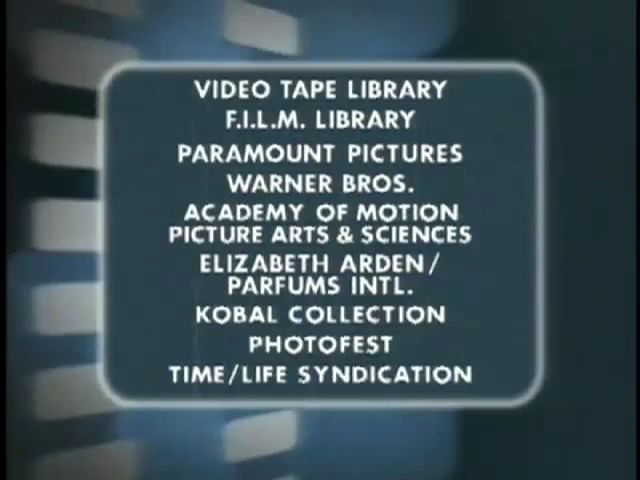 VIDEO TAPE LIBRARY
F.I.L.M. LIBRARY
PARAMOUNT PICTURES
WARNER BROS.
ACADEMY OF MOTION
PICTURE ARTS & SCIENCES
ELIZABETH ARDEN/
PARFUMS INTL.
KOBAL COLLECTION
PHOTOFEST
TIME/LIFE SYNDICATION